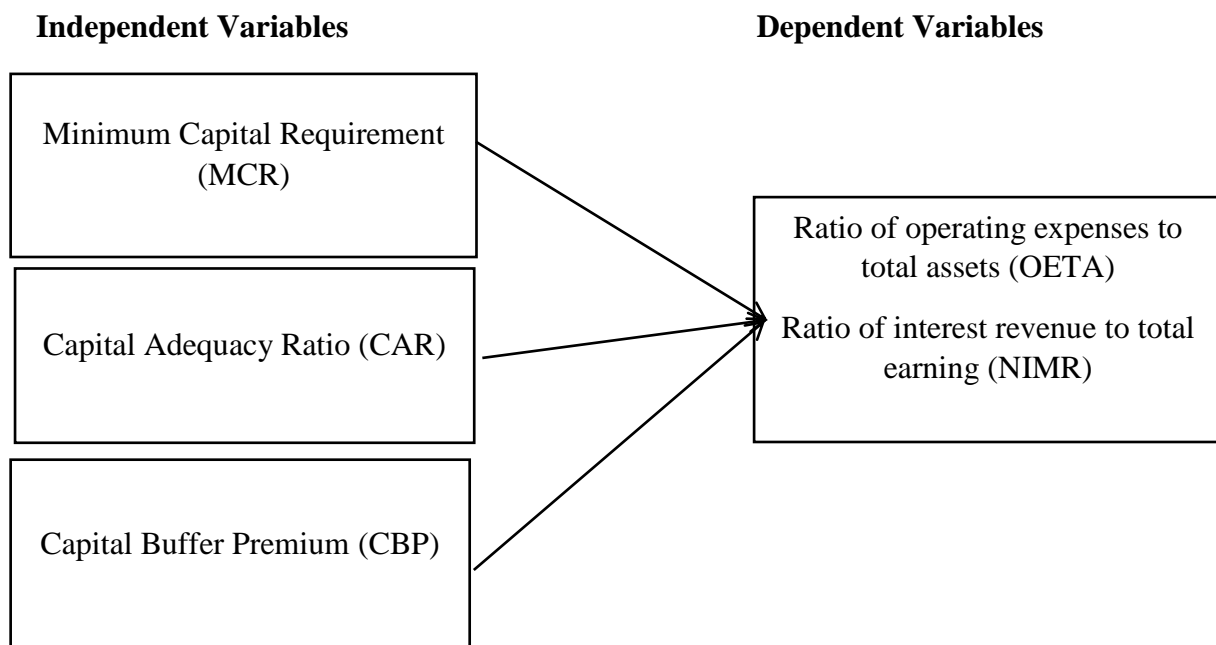 Independent Variables
Dependent Variables
Minimum Capital Requirement
(MCR)
Capital Adequacy Ratio (CAR)
Capital Buffer Premium (CBP)
Ratio of operating expenses to
total assets (OETA)
Ratio of interest revenue to total
earning (NIMR)